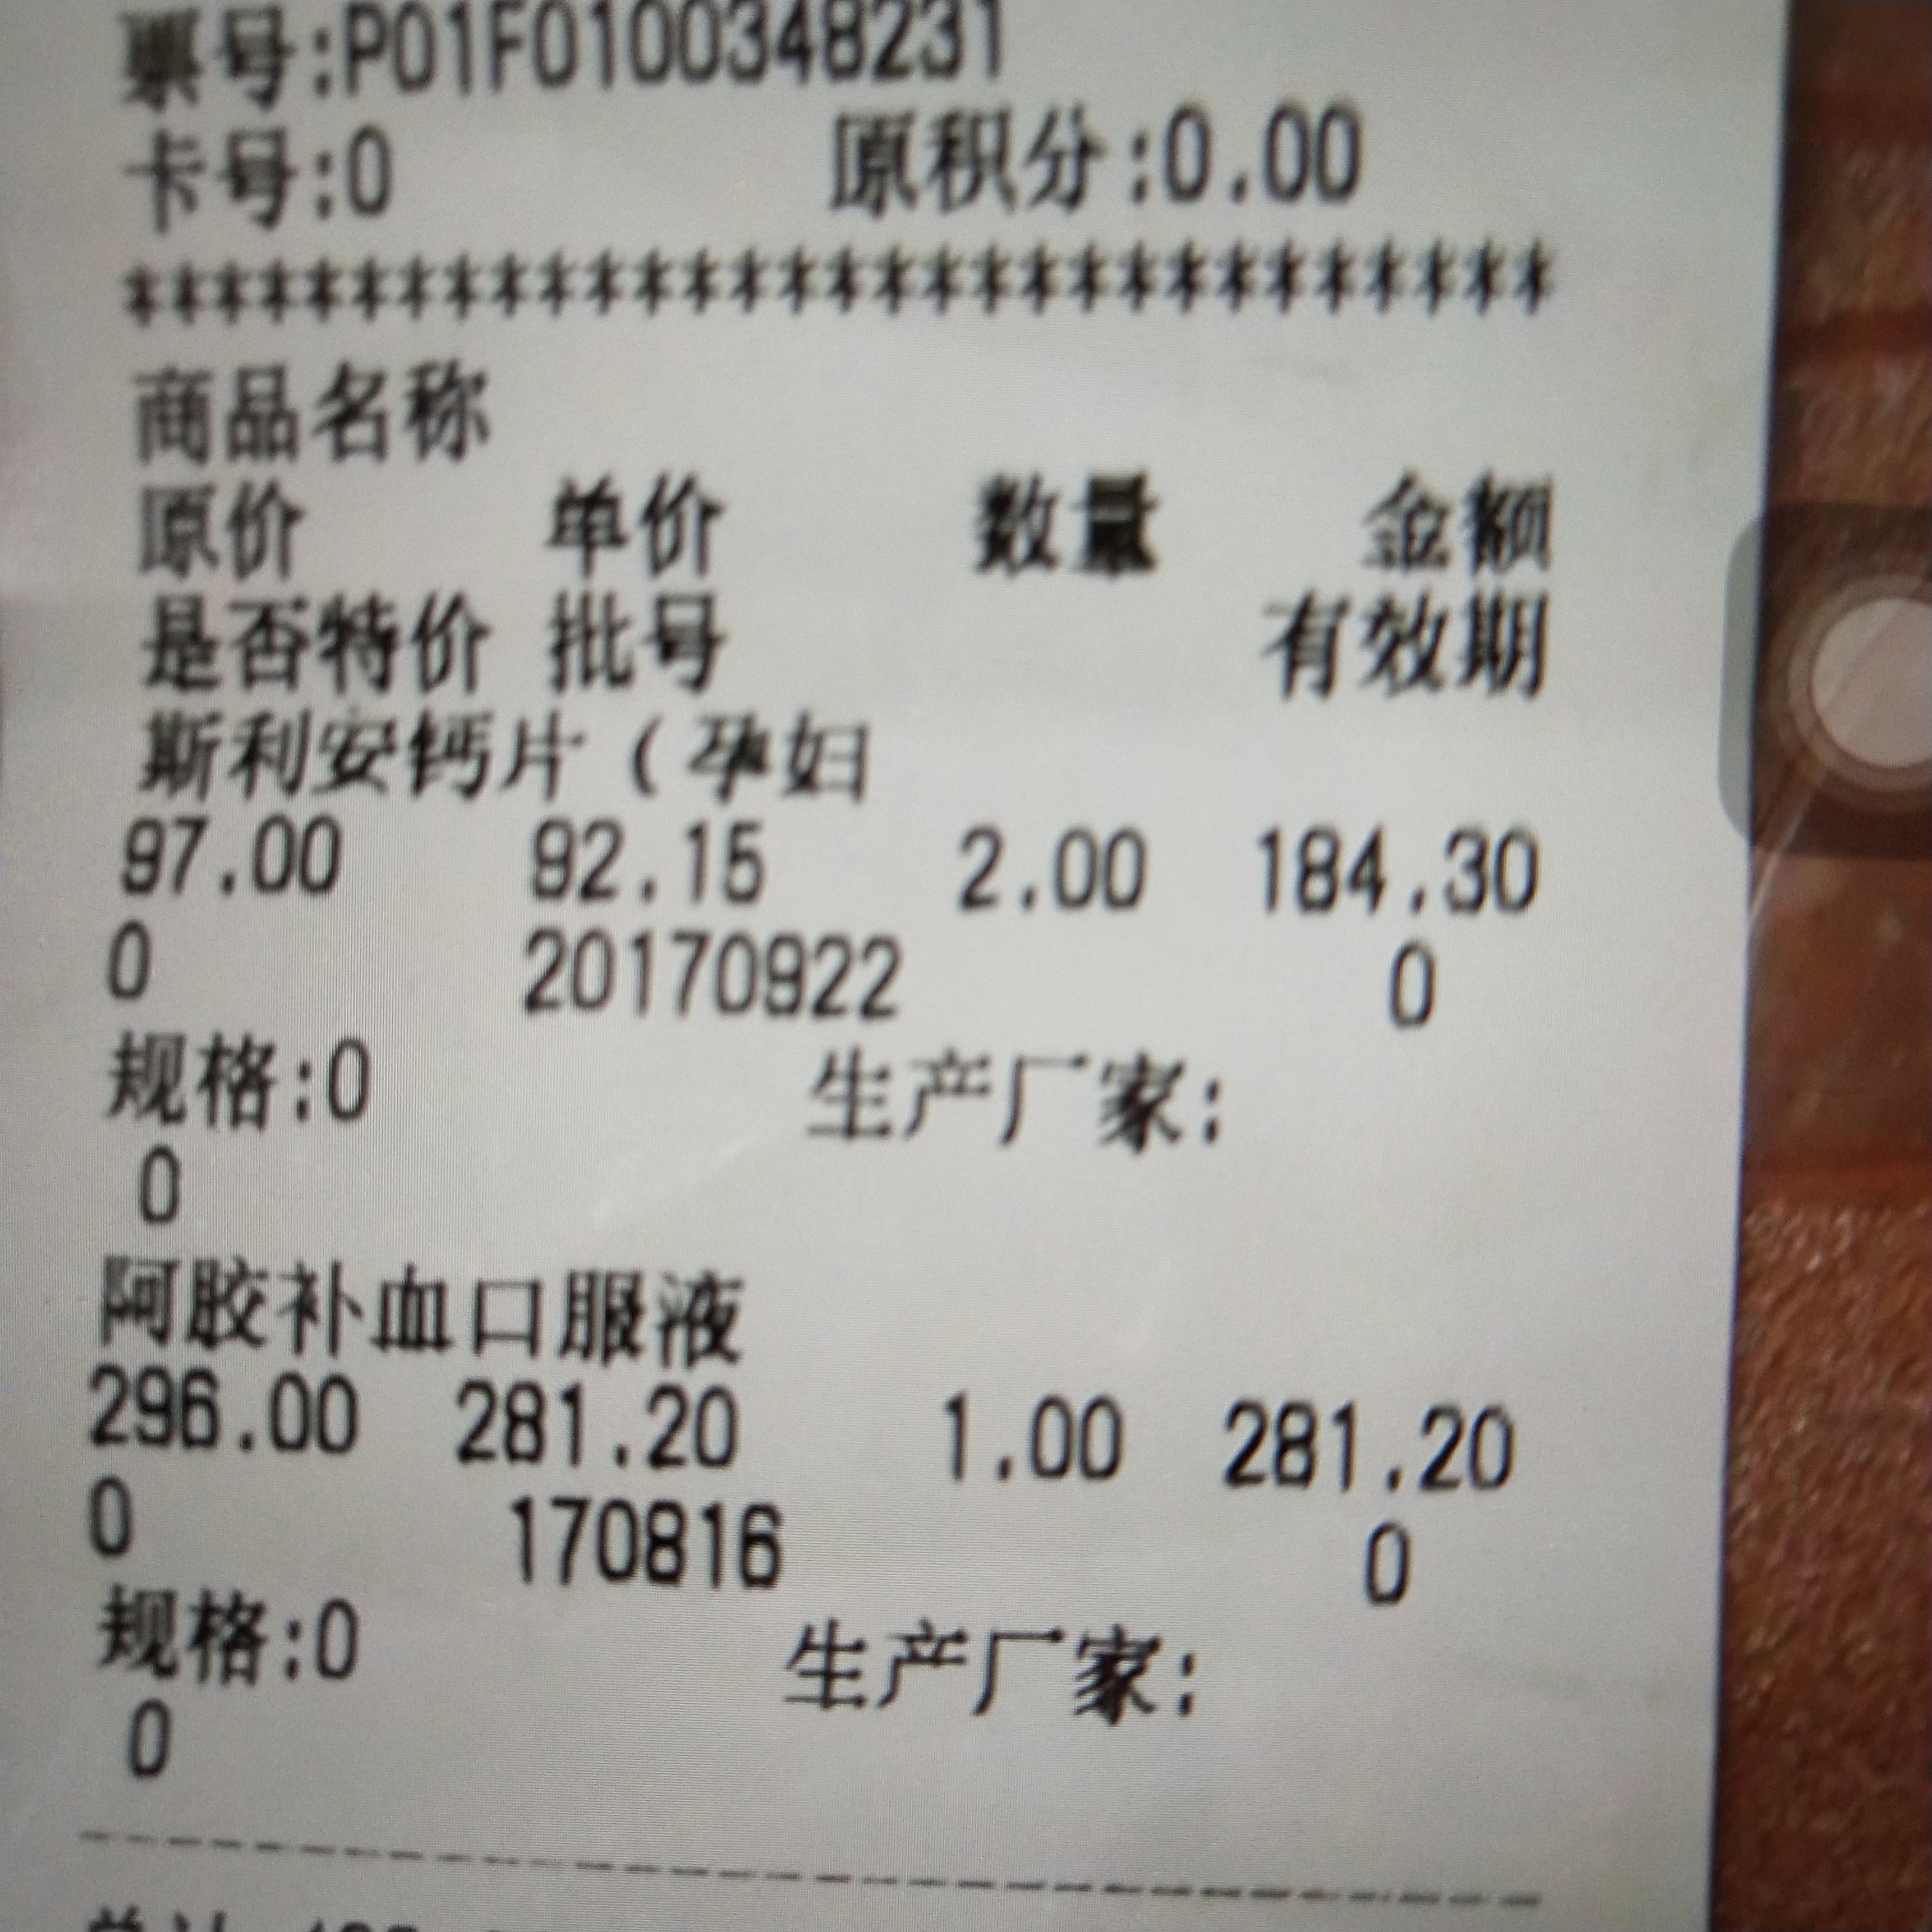 票号:P01F0100348231
卡号:0 原积分:0.00
******************************
商品名称
原价 单价 数量 金额
是否特价 批号 有效期
斯利安钙片(孕妇
97.00 92.15 2.00 184.30
0 20170922 0
规格:0 生产厂家:
0
阿胶补血口服液
296.00 281.20 1.00 281.20
0 170816 0
规格:0 生产厂家:
0
--------------------------------